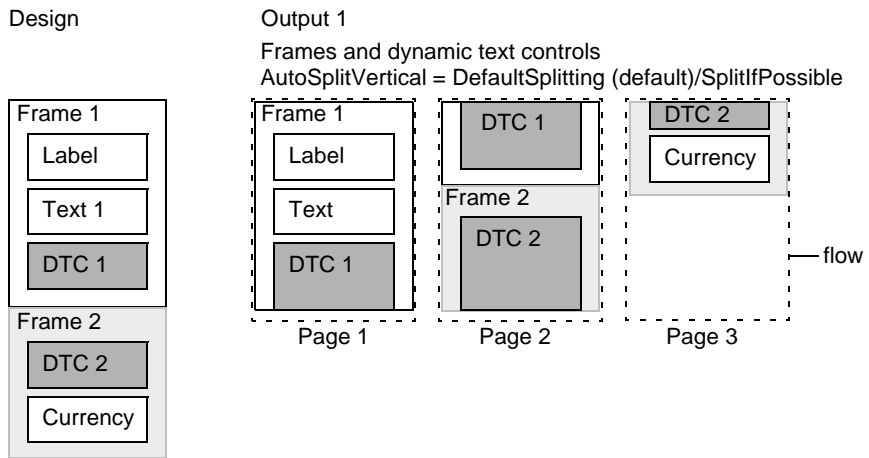 Design
Output 1
Frames and dynamic text controls
AutoSplitVertical = DefaultSplitting (default)/SplitIfPossible
Frame 1
Label
Text 1
DTC 1
Frame 2
DTC 2
Currency
Frame 1
Label
Text
DTC 1
Page 1
DTC 1
Frame 2
DTC 2
Page 2
DTC 2
Currency
Page 3
flow